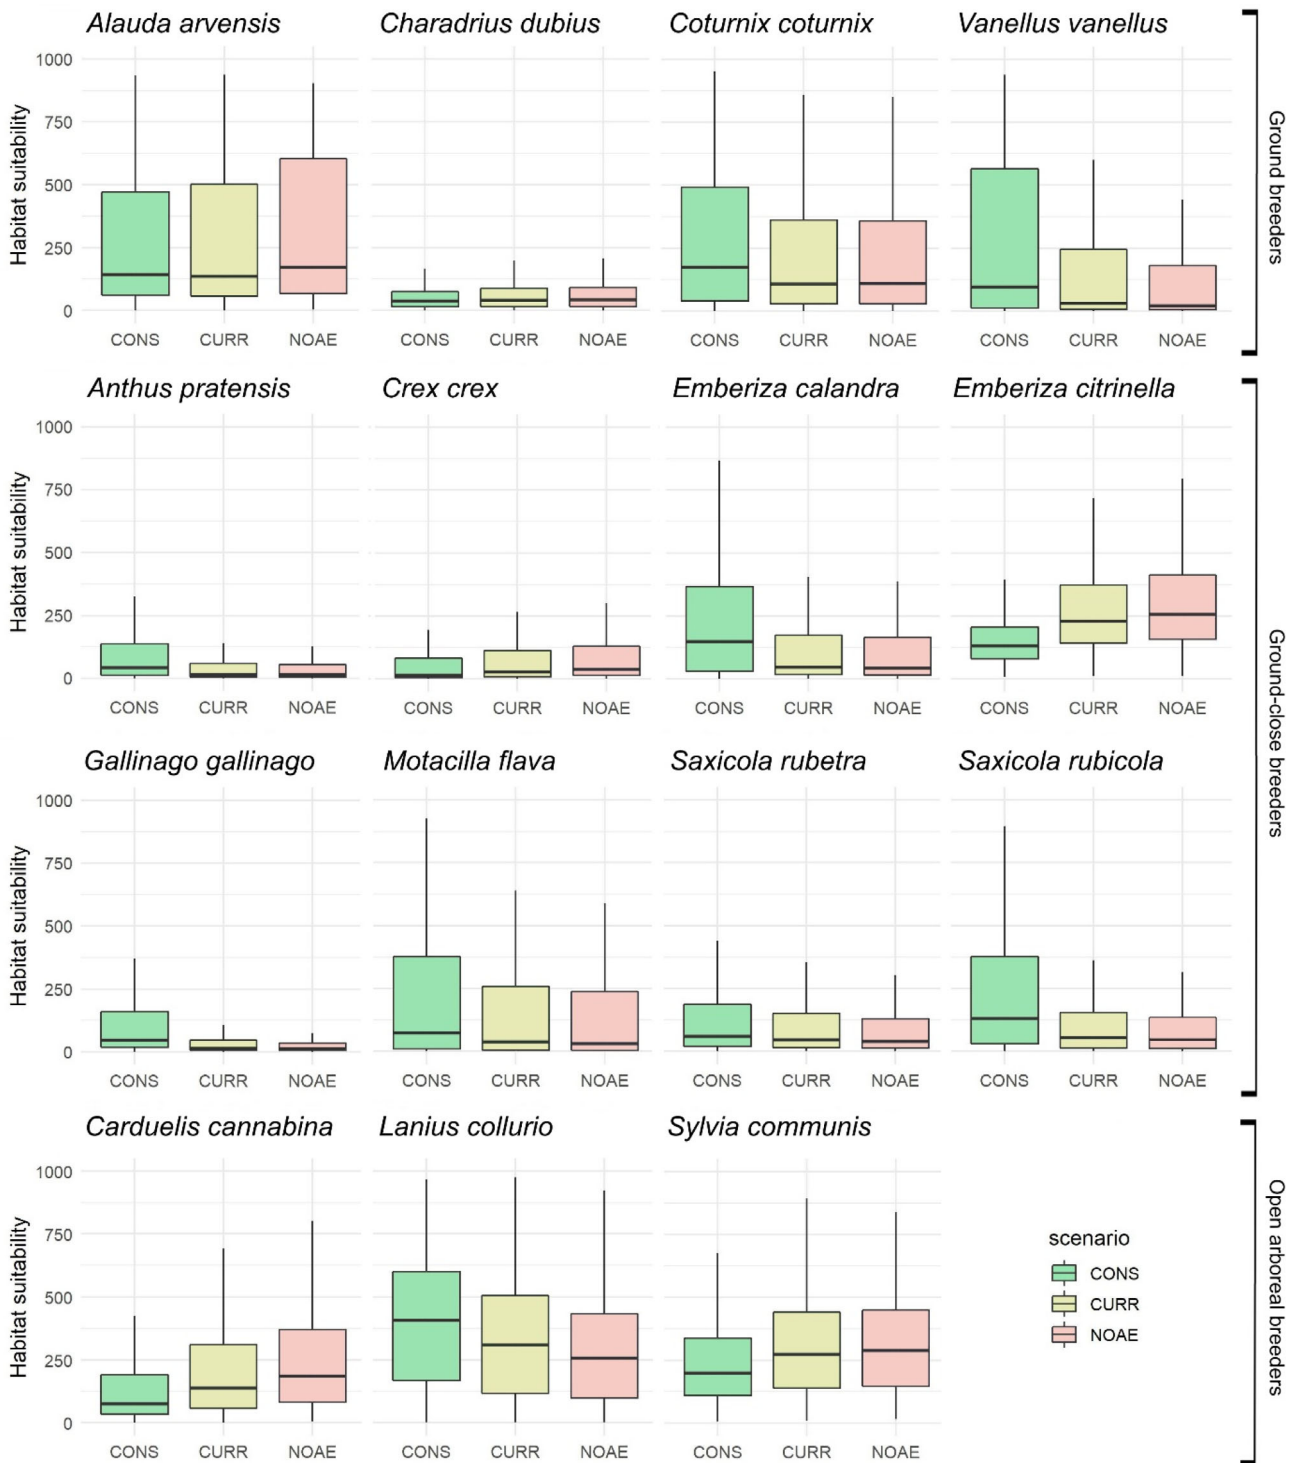 Alauda arvensis
Charadrius dubius
Coturnix coturnix
Vanellus vanellus
Habitat suitability
1000
750
500
250
0
CONS CURR NOAE
CONS CURR NOAE
CONS CURR NOAE
CONS CURR NOAE
Ground breeders
Anthus pratensis
Crex crex
Emberiza calandra
Emberiza citrinella
Habitat suitability
1000
750
500
250
0
CONS CURR NOAE
CONS CURR NOAE
CONS CURR NOAE
CONS CURR NOAE
Ground-close breeders
Gallinago gallinago
Motacilla flava
Saxicola rubetra
Saxicola rubicola
Habitat suitability
1000
750
500
250
0
CONS CURR NOAE
CONS CURR NOAE
CONS CURR NOAE
CONS CURR NOAE
Carduelis cannabina
Lanius collurio
Sylvia communis
Habitat suitability
1000
750
500
250
0
CONS CURR NOAE
CONS CURR NOAE
CONS CURR NOAE
scenario
CONS
CURR
NOAE
Open arboreal breeders